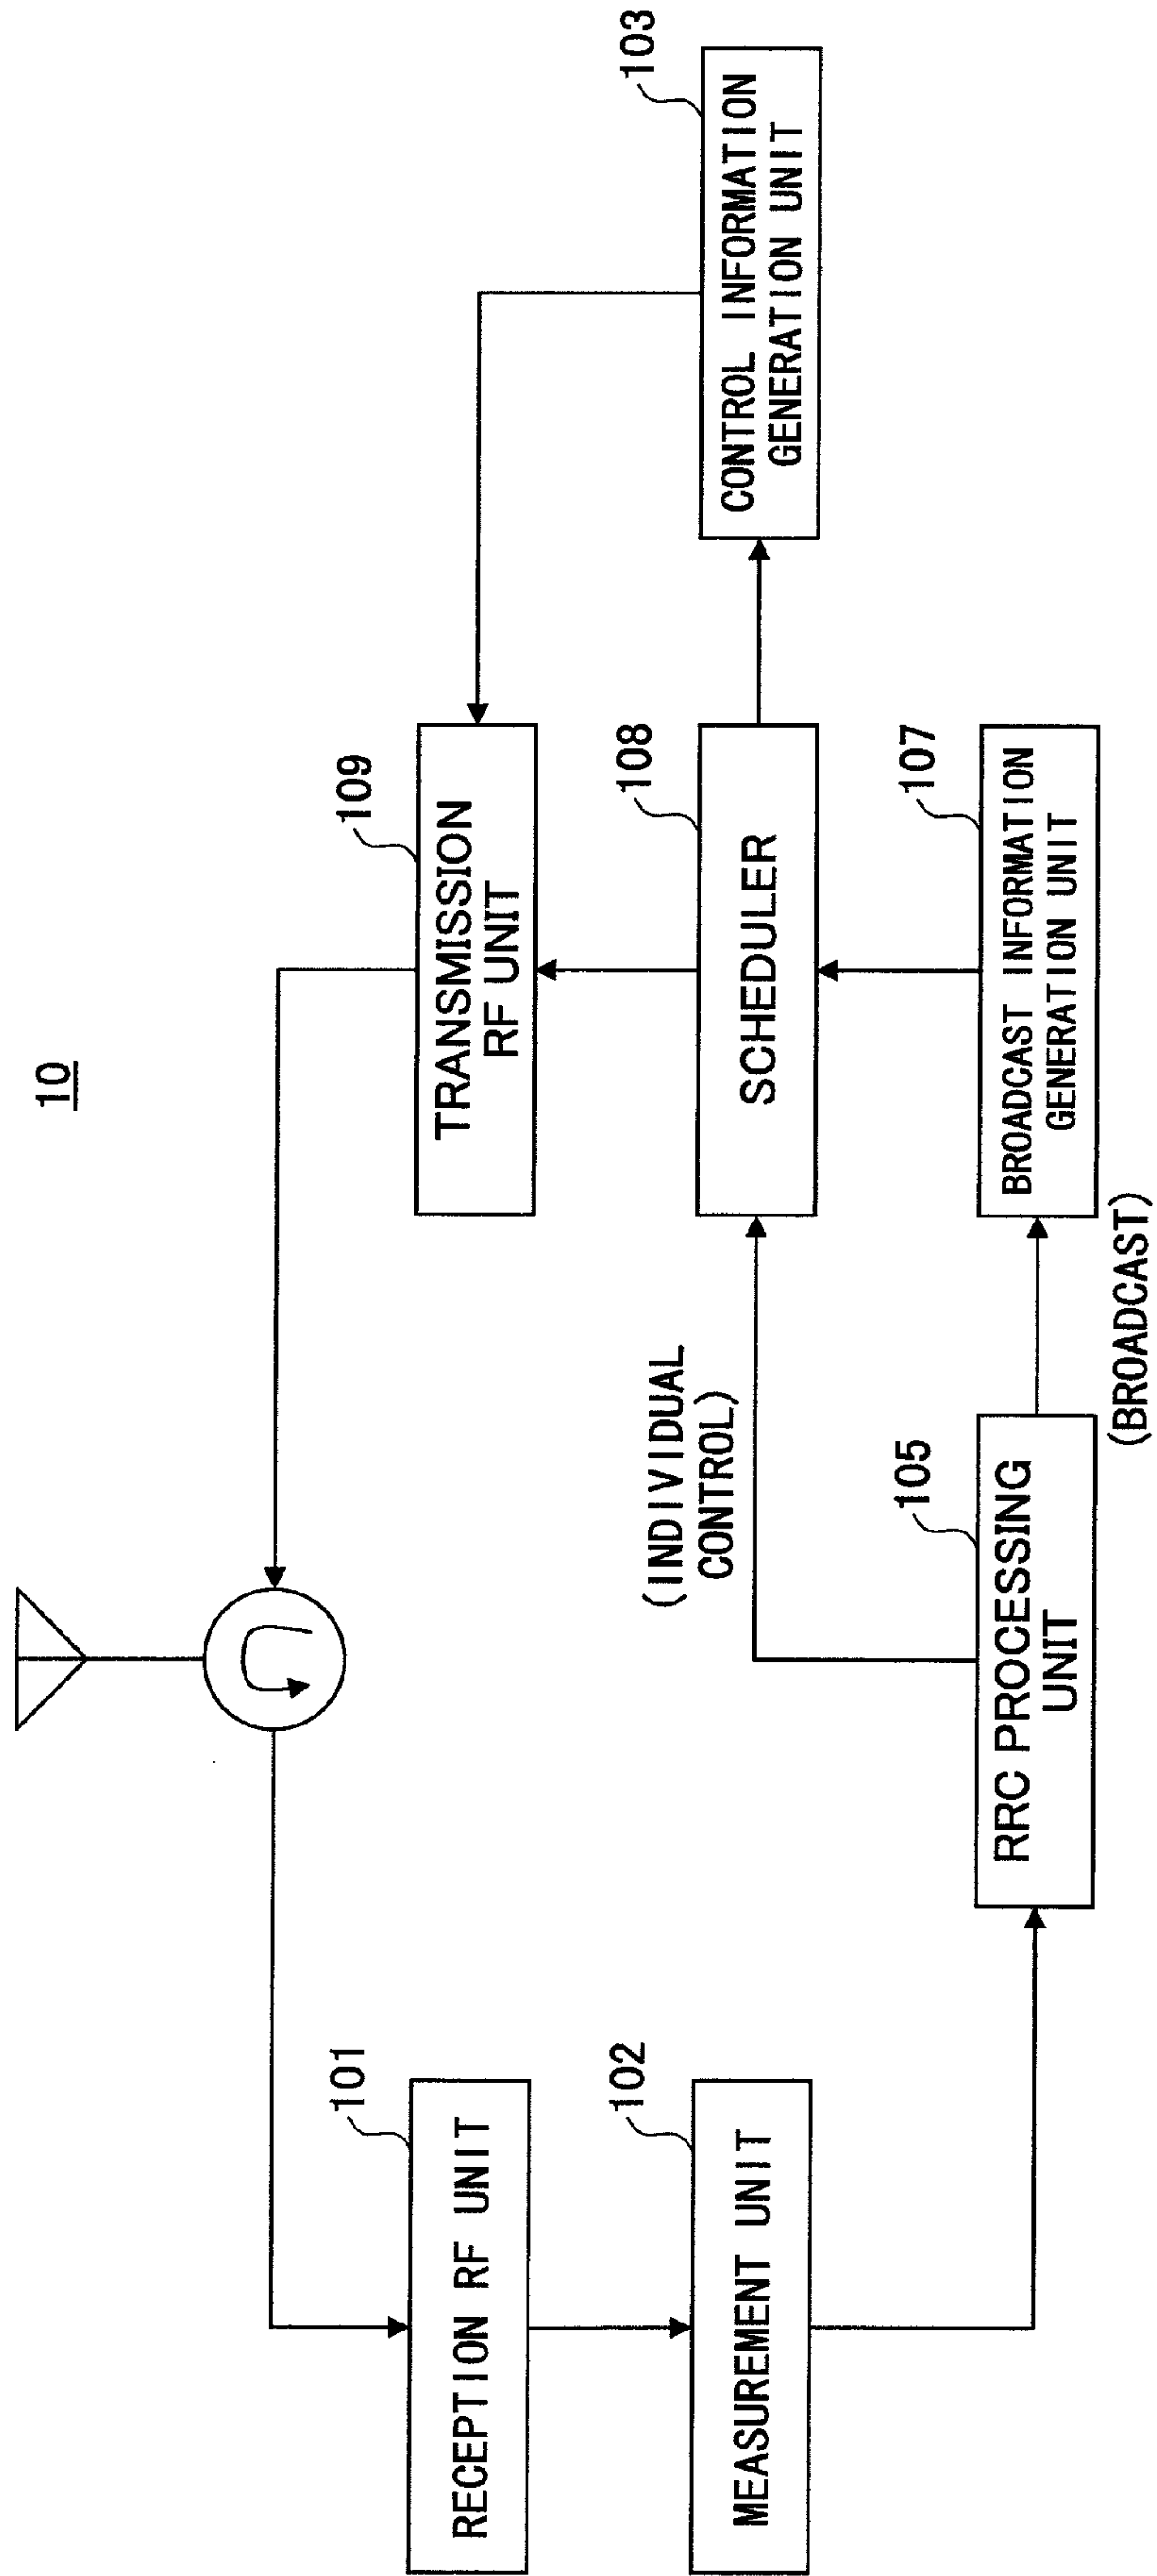 10
101
RECEPTION RF UNIT
102
MEASUREMENT UNIT
105
RRC PROCESSING
UNIT
(INDIVIDUAL
CONTROL)
(BROADCAST)
109
TRANSMISSION
RF UNIT
108
SCHEDULER
107
BROADCAST INFORMATION
GENERATION UNIT
103
CONTROL INFORMATION
GENERATION UNIT